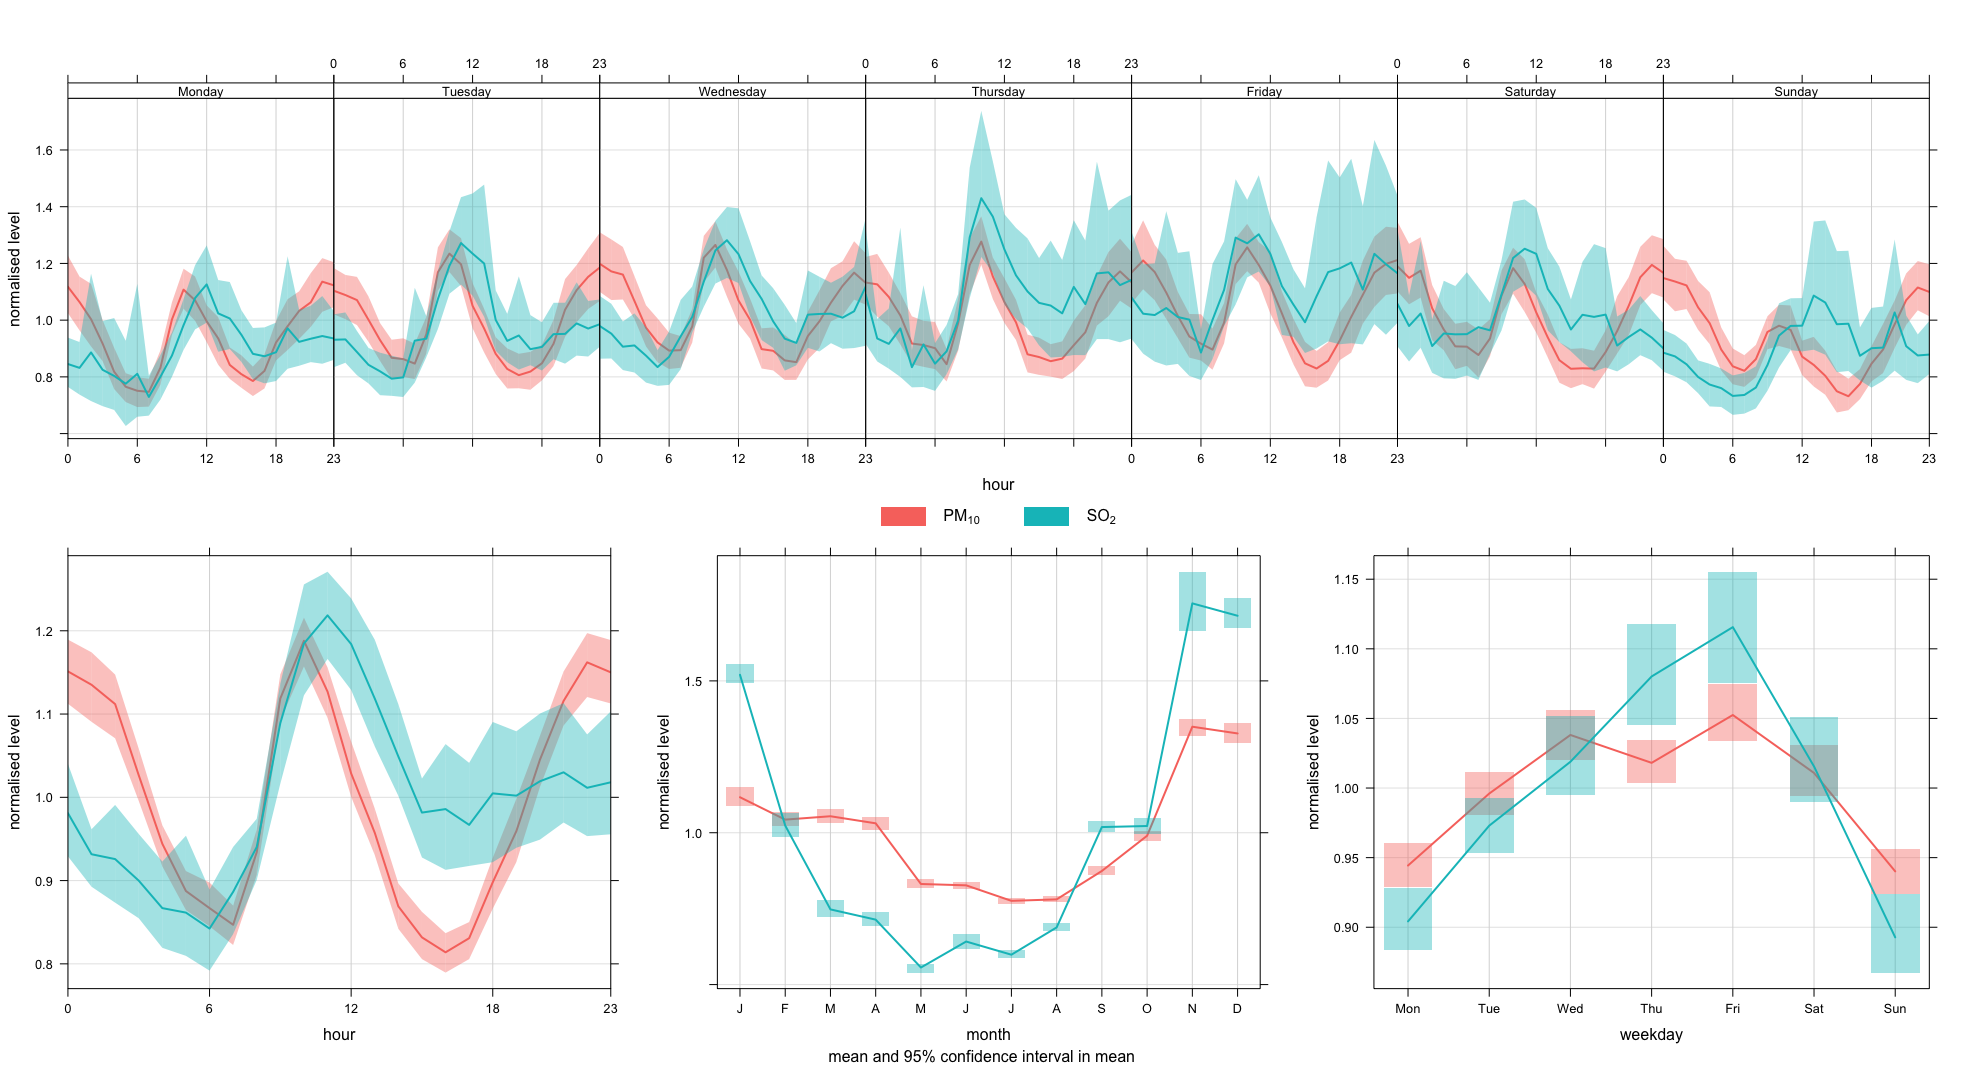 0 6 12 18 23 0 6 12 18 23 0 6 12 18 23
Monday Tuesday Wednesday Thursday Friday Saturday Sunday
normalised level
1.6
1.4
1.2
1.0
0.8
0 6 12 18 23 0 6 12 18 23 0 6 12 18 23 0 6 12 18 23
hour
PM₁₀ SO₂
normalised level
1.2
1.1
1.0
0.9
0.8
0 6 12 18 23
hour
normalised level
1.5
1.0
J F M A M J J A S O N D
month
normalised level
1.15
1.10
1.05
1.00
0.95
0.90
Mon Tue Wed Thu Fri Sat Sun
weekday
mean and 95% confidence interval in mean